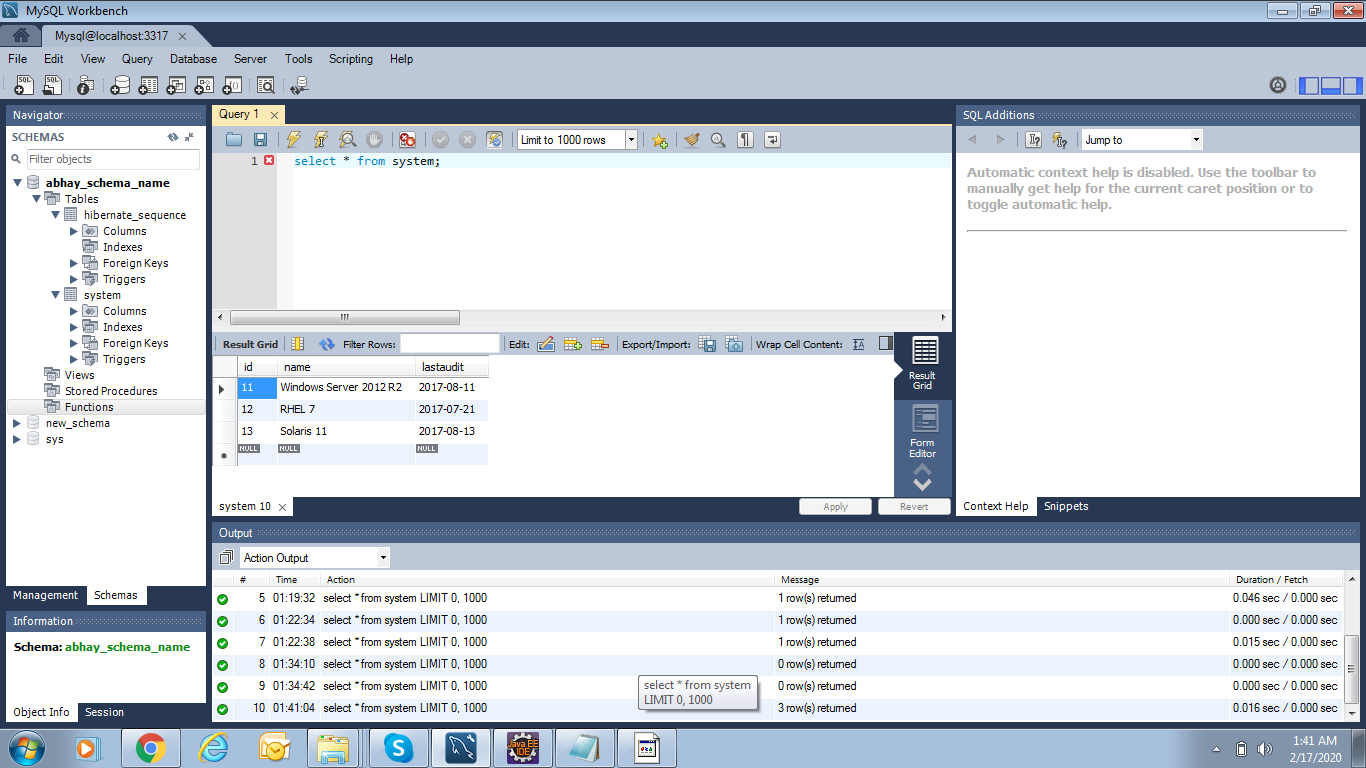 MySQL Workbench
Mysql@localhost:3317
File Edit View Query Database Server Tools Scripting Help
Navigator
SCHEMAS
Filter objects
abhay_schema_name
Tables
hibernate_sequence
Columns
Indexes
Foreign Keys
Triggers
system
Columns
Indexes
Foreign Keys
Triggers
Views
Stored Procedures
Functions
new_schema
sys
Management Schemas
Information
Schema: abhay_schema_name
Object Info Session
Query 1
Limit to 1000 rows
1 select * from system;
Result Grid Filter Rows: Edit: Export/Import: Wrap Cell Content:
id name lastaudit
11 Windows Server 2012 R2 2017-08-11
12 RHEL 7 2017-07-21
13 Solaris 11 2017-08-13
NULL NULL NULL
Result
Grid
Form
Editor
system 10
Apply Revert
SQL Additions
Jump to
Automatic context help is disabled. Use the toolbar to
manually get help for the current caret position or to
toggle automatic help.
Context Help Snippets
Output
Action Output
# Time Action Message Duration / Fetch
5 01:19:32 select * from system LIMIT 0, 1000 1 row(s) returned 0.046 sec / 0.000 sec
6 01:22:34 select * from system LIMIT 0, 1000 1 row(s) returned 0.000 sec / 0.000 sec
7 01:22:38 select * from system LIMIT 0, 1000 1 row(s) returned 0.015 sec / 0.000 sec
8 01:34:10 select * from system LIMIT 0, 1000 0 row(s) returned 0.000 sec / 0.000 sec
9 01:34:42 select * from system LIMIT 0, 1000 0 row(s) returned 0.000 sec / 0.000 sec
10 01:41:04 select * from system LIMIT 0, 1000 3 row(s) returned 0.016 sec / 0.000 sec
select * from system
LIMIT 0, 1000
Java EE
IDE
1:41 AM
2/17/2020